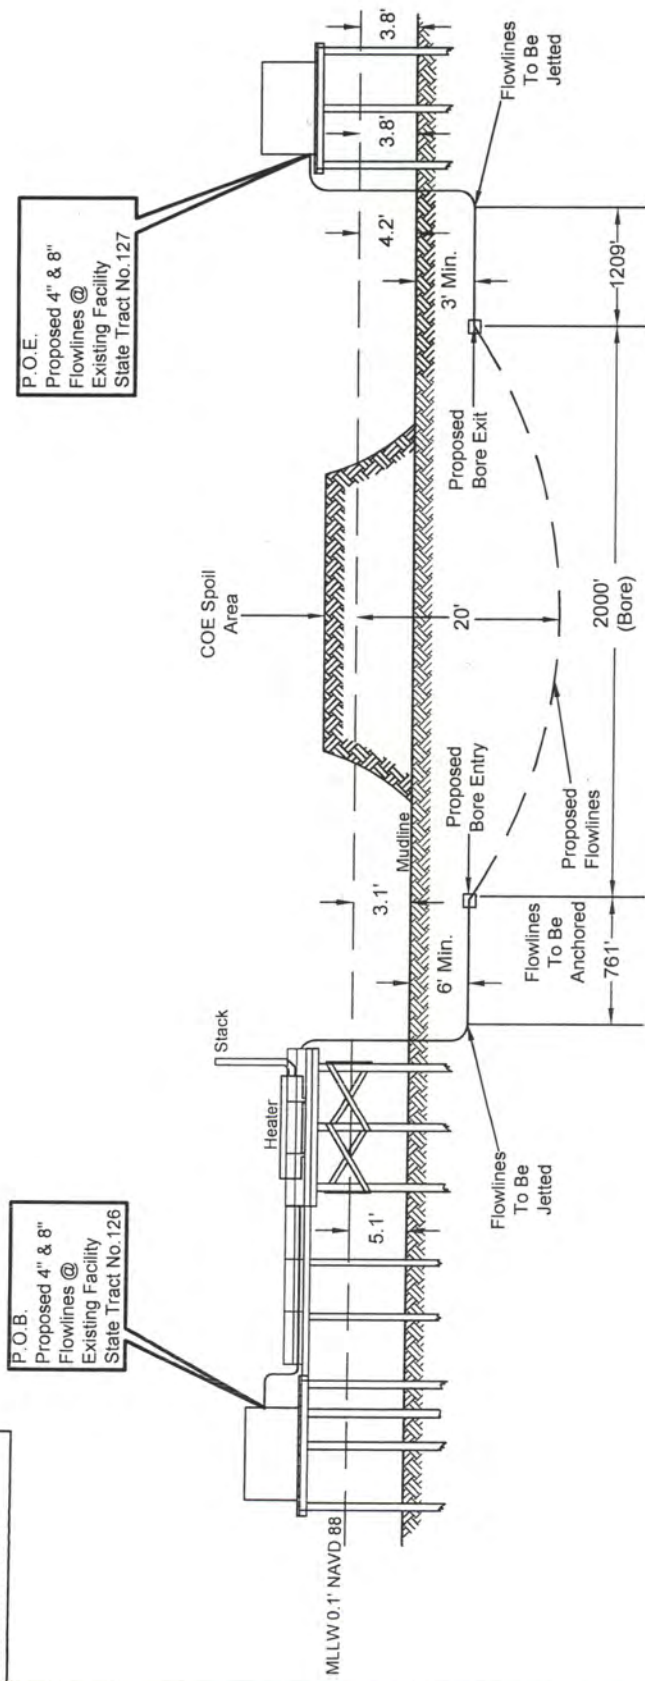 P.O.B.
Proposed 4" & 8"
Flowlines @
Existing Facility
State Tract No.126
P.O.E.
Proposed 4" & 8"
Flowlines @
Existing Facility
State Tract No.127
COE Spoil
Area
Stack
Heater
MLLW 0.1' NAVD 88
5.1'
3.1'
4.2'
3.8'
3.8'
Mudline
6' Min.
20'
3' Min.
Flowlines
To Be
Jetted
Flowlines
To Be
Anchored
Proposed
Bore Entry
Proposed
Flowlines
Proposed
Bore Exit
Flowlines
To Be
Jetted
761'
2000'
(Bore)
1209'